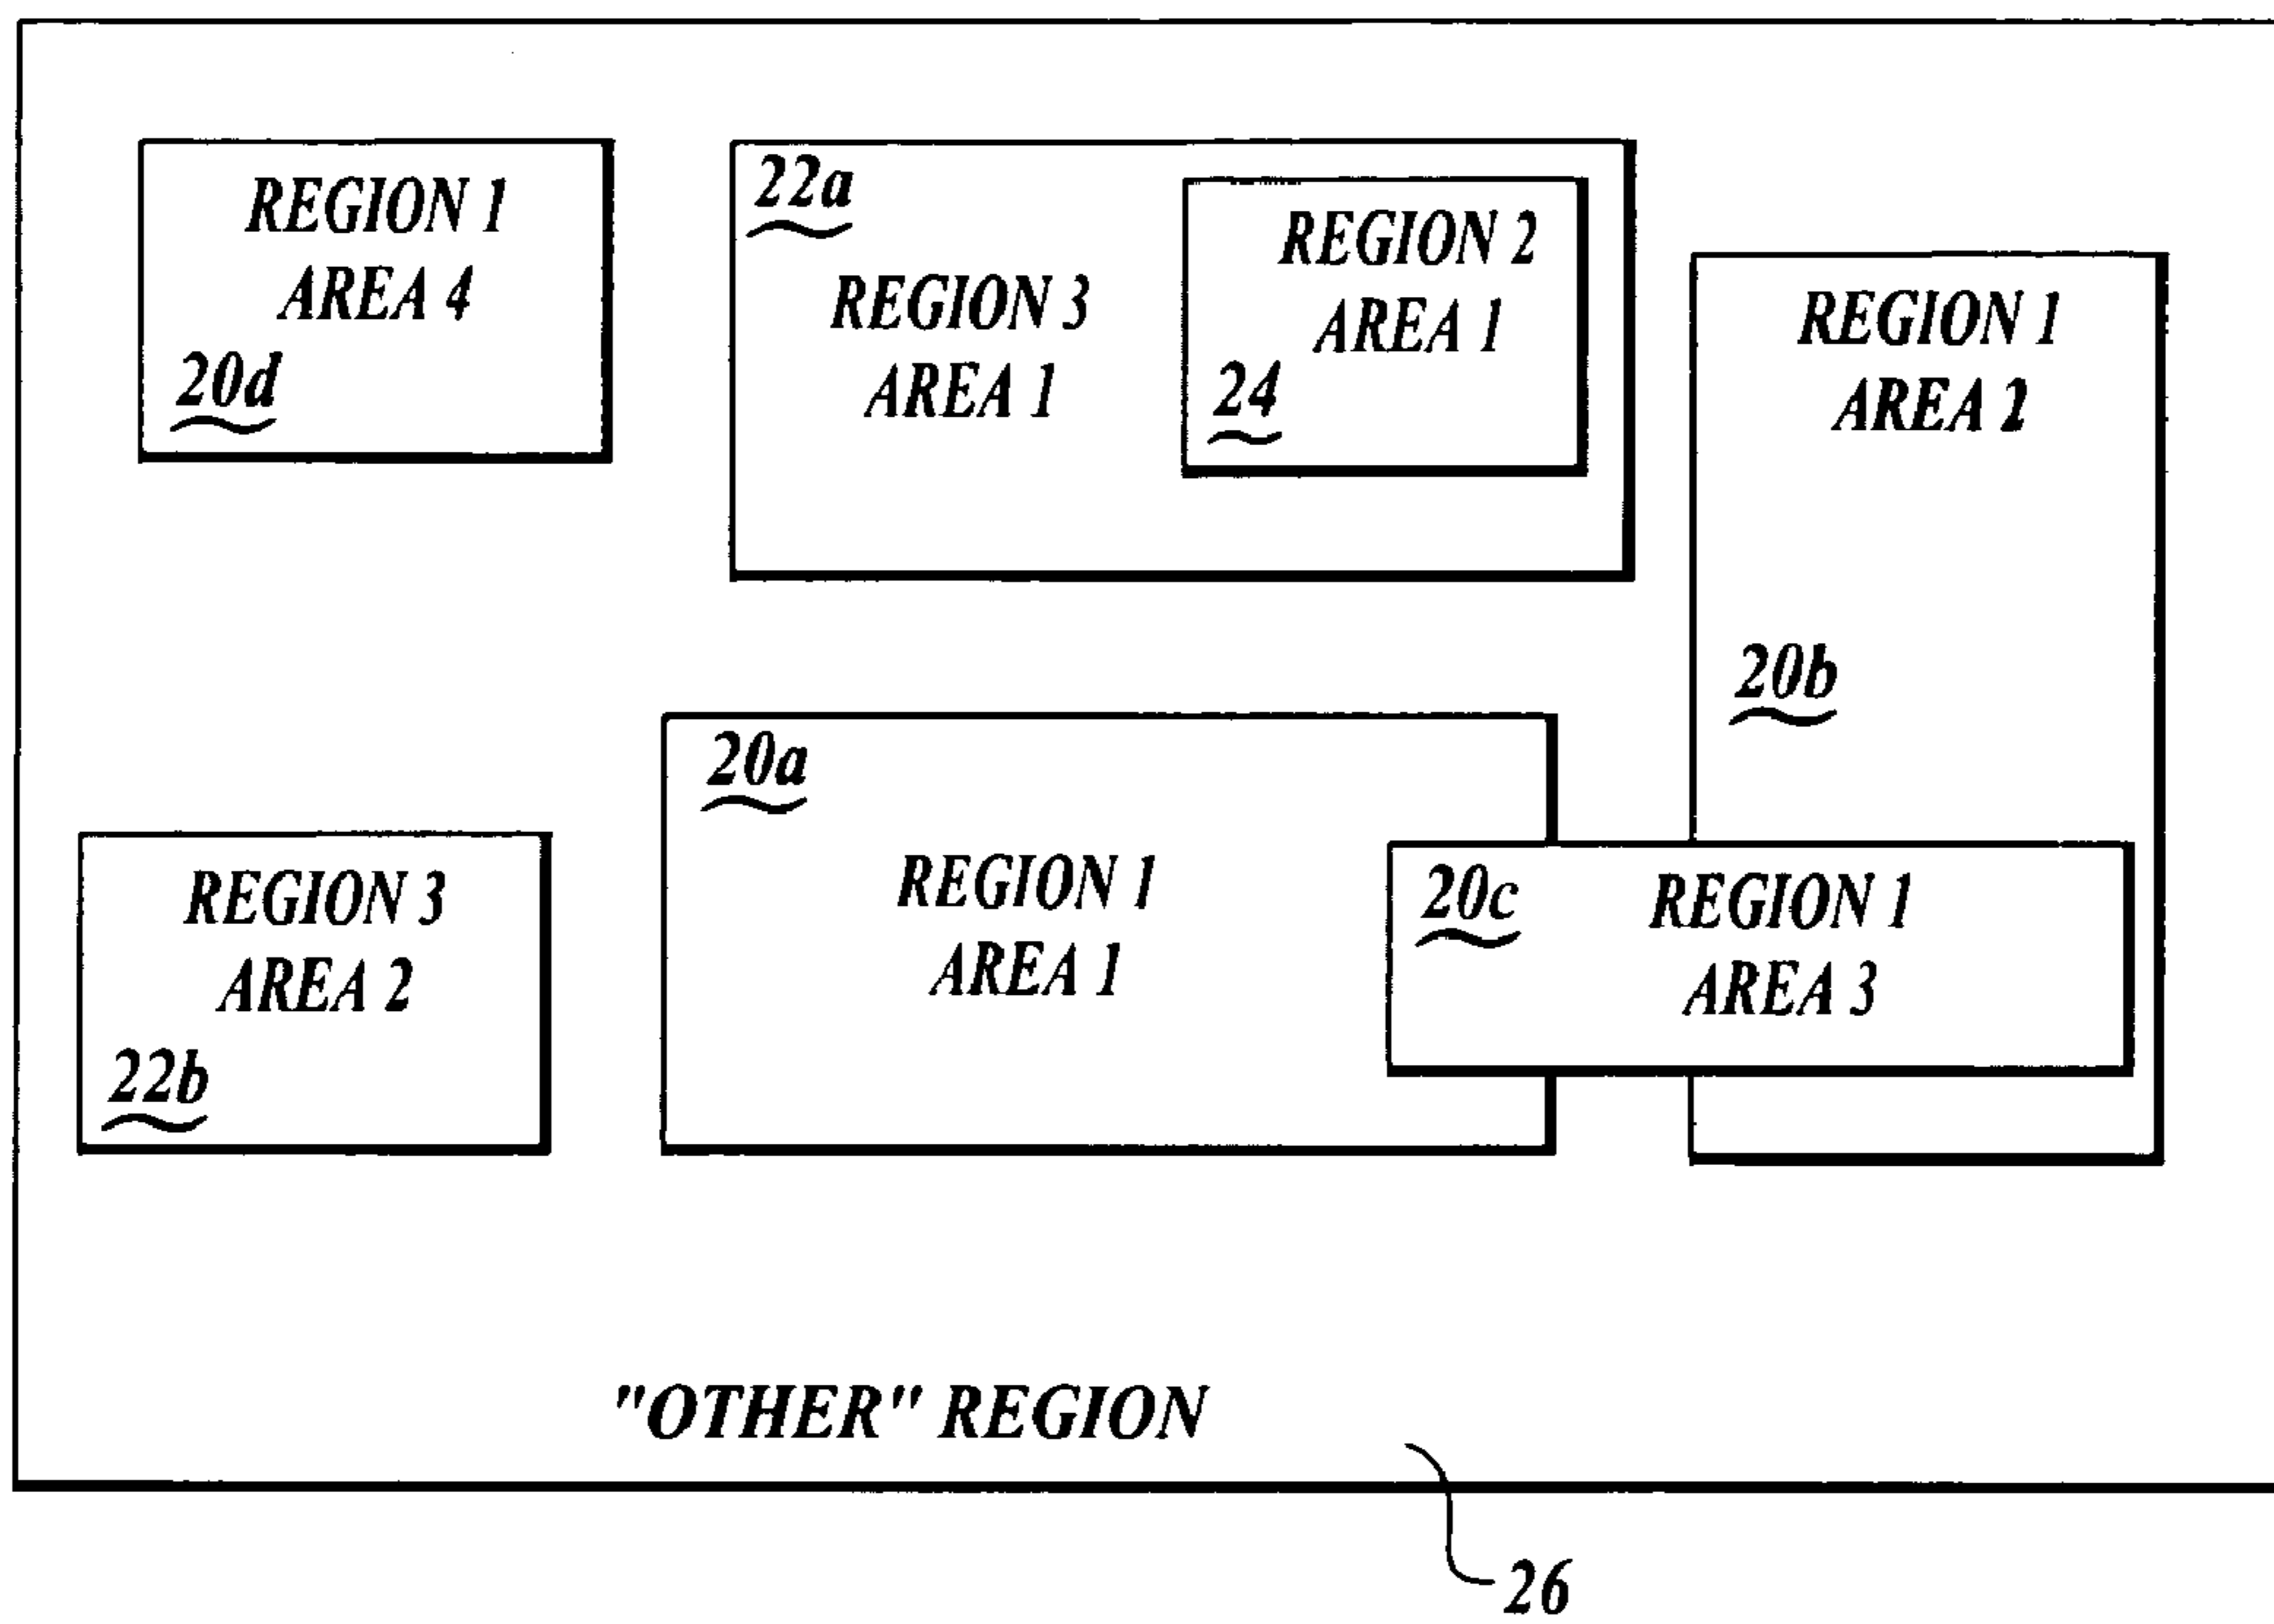 REGION 1
AREA 4
20d
22a
REGION 3
AREA 1
REGION 2
AREA 1
24
REGION 1
AREA 2
20b
20a
REGION 1
AREA 1
20c
REGION 1
AREA 3
REGION 3
AREA 2
22b
"OTHER" REGION
26